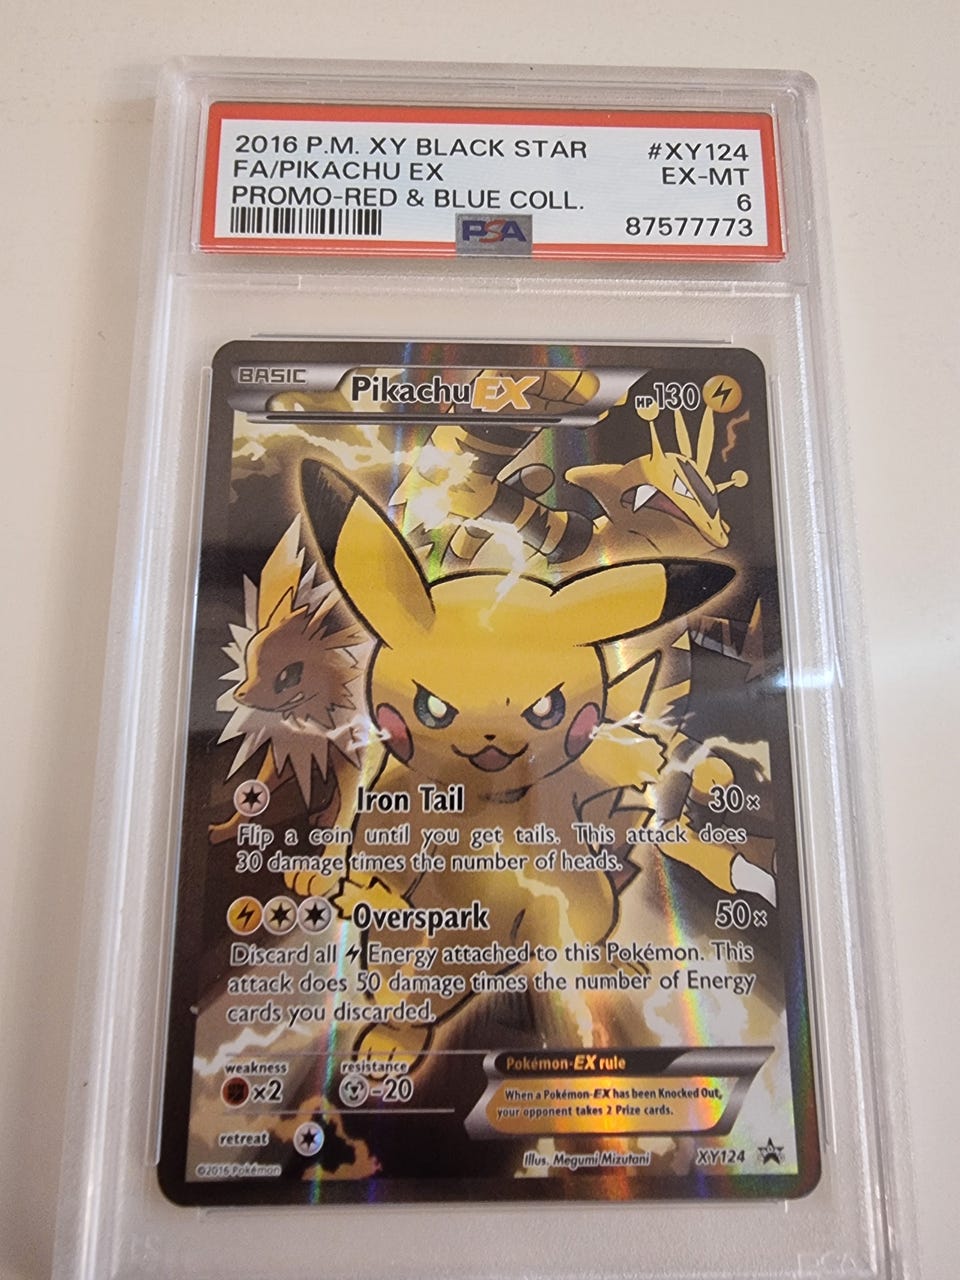 2016 P.M. XY BLACK STAR #XY124
FA/PIKACHU EX EX-MT
PROMO-RED & BLUE COLL. 6
PSA 87577773
BASIC Pikachu EX HP130
Iron Tail 30×
Flip a coin until you get tails. This attack does
30 damage times the number of heads.
Overspark 50×
Discard all Energy attached to this Pokémon. This
attack does 50 damage times the number of Energy
cards you discarded.
weakness resistance
×2 -20
Pokémon-EX rule
When a Pokémon-EX has been Knocked Out,
your opponent takes 2 Prize cards.
retreat
©2016 Pokémon Illus. Megumi Mizutani XY124